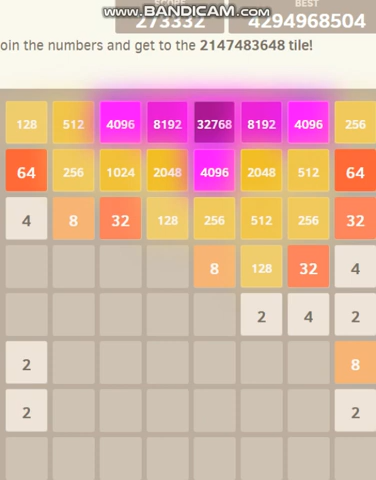 www.BANDICAM.com
SCORE BEST
273332 4294968504
oin the numbers and get to the 2147483648 tile!
128 512 4096 8192 32768 8192 4096 256
64 256 1024 2048 4096 2048 512 64
4 8 32 128 256 512 256 32
8 128 32 4
2 4 2
2 8
2 2